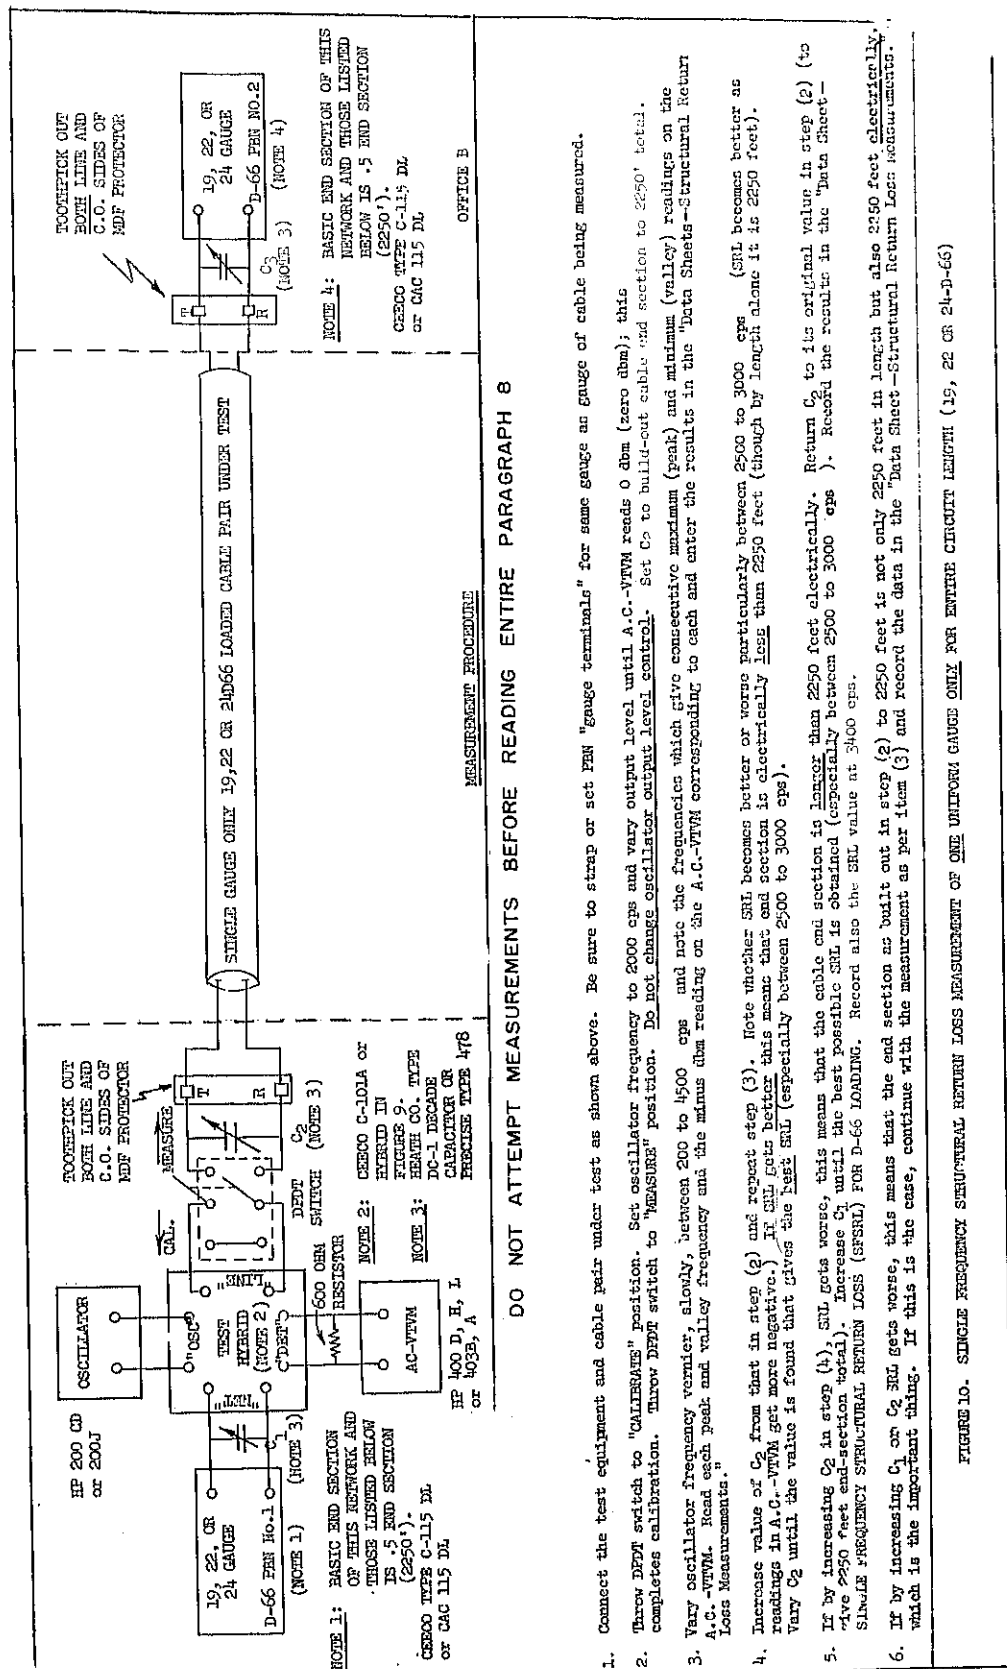 HP 200 CD
or 200J
OSCILLATOR
"OSC"
TEST
HYBRID
(NOTE 2)
"DET"
"NET"
"LINE"
19, 22, OR
24 GAUGE
D-66 PBN No.1
(NOTE 1)
C1
(NOTE 3)
NOTE 1: BASIC END SECTION
OF THIS NETWORK AND
THOSE LISTED BELOW
IS .5 END SECTION
(2250').
CEECO TYPE C-115 DL
or CAC 115 DL
600 OHM
RESISTOR
AC-VTVM
HP 400 D, H, L
or 403B, A
CAL.
MEASURE
DPDT
SWITCH
C2
(NOTE 3)
TOOTHPICK OUT
BOTH LINE AND
C.O. SIDES OF
MDF PROTECTOR
T
R
NOTE 2: CEECO C-101A or
HYBRID IN
FIGURE 9.
NOTE 3: HEATH CO. TYPE
DC-1 DECADE
CAPACITOR OR
PRECISE TYPE 478
SINGLE GAUGE ONLY 19,22 OR 24D66 LOADED CABLE PAIR UNDER TEST
TOOTHPICK OUT
BOTH LINE AND
C.O. SIDES OF
MDF PROTECTOR
T
R
C3
(NOTE 3)
19, 22, OR
24 GAUGE
D-66 PBN NO.2
(NOTE 4)
NOTE 4: BASIC END SECTION OF THIS
NETWORK AND THOSE LISTED
BELOW IS .5 END SECTION
(2250').
CEECO TYPE C-115 DL
or CAC 115 DL
OFFICE B
MEASUREMENT PROCEDURE
DO NOT ATTEMPT MEASUREMENTS BEFORE READING ENTIRE PARAGRAPH 8
1. Connect the test equipment and cable pair under test as shown above. Be sure to strap or set PBN "gauge terminals" for same gauge as gauge of cable being measured.
2. Throw DPDT switch to "CALIBRATE" position. Set oscillator frequency to 2000 cps and vary output level until A.C.-VTVM reads 0 dbm (zero dbm); this
completes calibration. Throw DPDT switch to "MEASURE" position. Do not change oscillator output level control. Set C2 to build-out cable end section to 2250' total.
3. Vary oscillator frequency vernier, slowly, between 200 to 4500 cps and note the frequencies which give consecutive maximum (peak) and minimum (valley) readings on the
A.C. -VTVM. Read each peak and valley frequency and the minus dbm reading on the A.C.-VTVM corresponding to each and enter the results in the "Data Sheets--Structural Return
Loss Measurements."
4. Increase value of C2 from that in step (2) and repeat step (3). Note whether SRL becomes better or worse particularly between 2500 to 3000 cps (SRL becomes better as
readings in A.C.-VTVM get more negative.) If SRL gets better this means that end section is electrically less than 2250 feet (though by length alone it is 2250 feet).
Vary C2 until the value is found that gives the best SRL (especially between 2500 to 3000 cps).
5. If by increasing C2 in step (4), SRL gets worse, this means that the cable end section is longer than 2250 feet electrically. Return C2 to its original value in step (2) (to
give 2250 feet end-section total). Increase C1 until the best possible SRL is obtained (especially between 2500 to 3000 cps ). Record the results in the "Data Sheet—
SINGLE FREQUENCY STRUCTURAL RETURN LOSS (SFSRL) FOR D-66 LOADING. Record also the SRL value at 3400 cps.
6. If by increasing C1 or C2 SRL gets worse, this means that the end section as built out in step (2) to 2250 feet is not only 2250 feet in length but also 2250 feet electrically,
which is the important thing. If this is the case, continue with the measurement as per item (3) and record the data in the "Data Sheet—Structural Return Loss Measurements.
FIGURE 10. SINGLE FREQUENCY STRUCTURAL RETURN LOSS MEASUREMENT OF ONE UNIFORM GAUGE ONLY FOR ENTIRE CIRCUIT LENGTH (19, 22 OR 24-D-66)